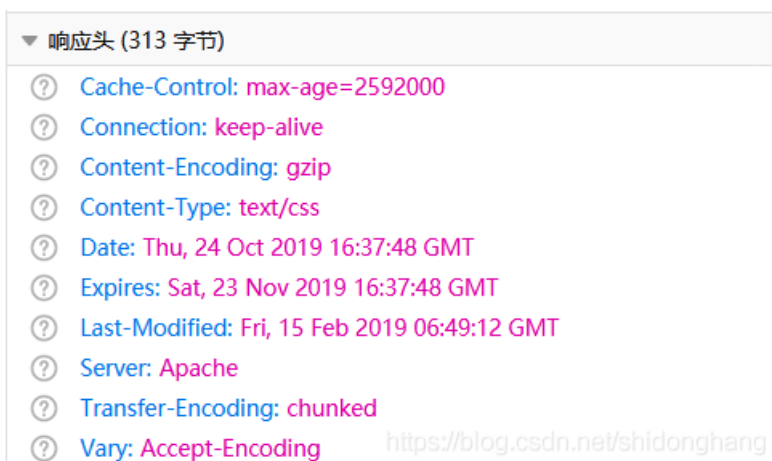 响应头 (313 字节)
Cache-Control: max-age=2592000
Connection: keep-alive
Content-Encoding: gzip
Content-Type: text/css
Date: Thu, 24 Oct 2019 16:37:48 GMT
Expires: Sat, 23 Nov 2019 16:37:48 GMT
Last-Modified: Fri, 15 Feb 2019 06:49:12 GMT
Server: Apache
Transfer-Encoding: chunked
Vary: Accept-Encoding
https://blog.csdn.net/shidonghang